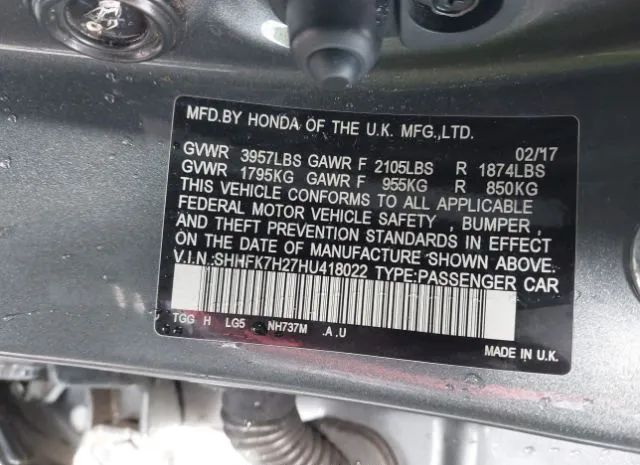 MFD.BY HONDA OF THE U.K. MFG.,LTD.
02/17
GVWR 3957LBS GAWR F 2105LBS R 1874LBS
GVWR 1795KG GAWR F 955KG R 850KG
THIS VEHICLE CONFORMS TO ALL APPLICABLE
FEDERAL MOTOR VEHICLE SAFETY , BUMPER ,
AND THEFT PREVENTION STANDARDS IN EFFECT
ON THE DATE OF MANUFACTURE SHOWN ABOVE.
V.I.N:SHHFK7H27HU418022 TYPE:PASSENGER CAR
TGG H LG5 NH737M .A .U
MADE IN U.K.